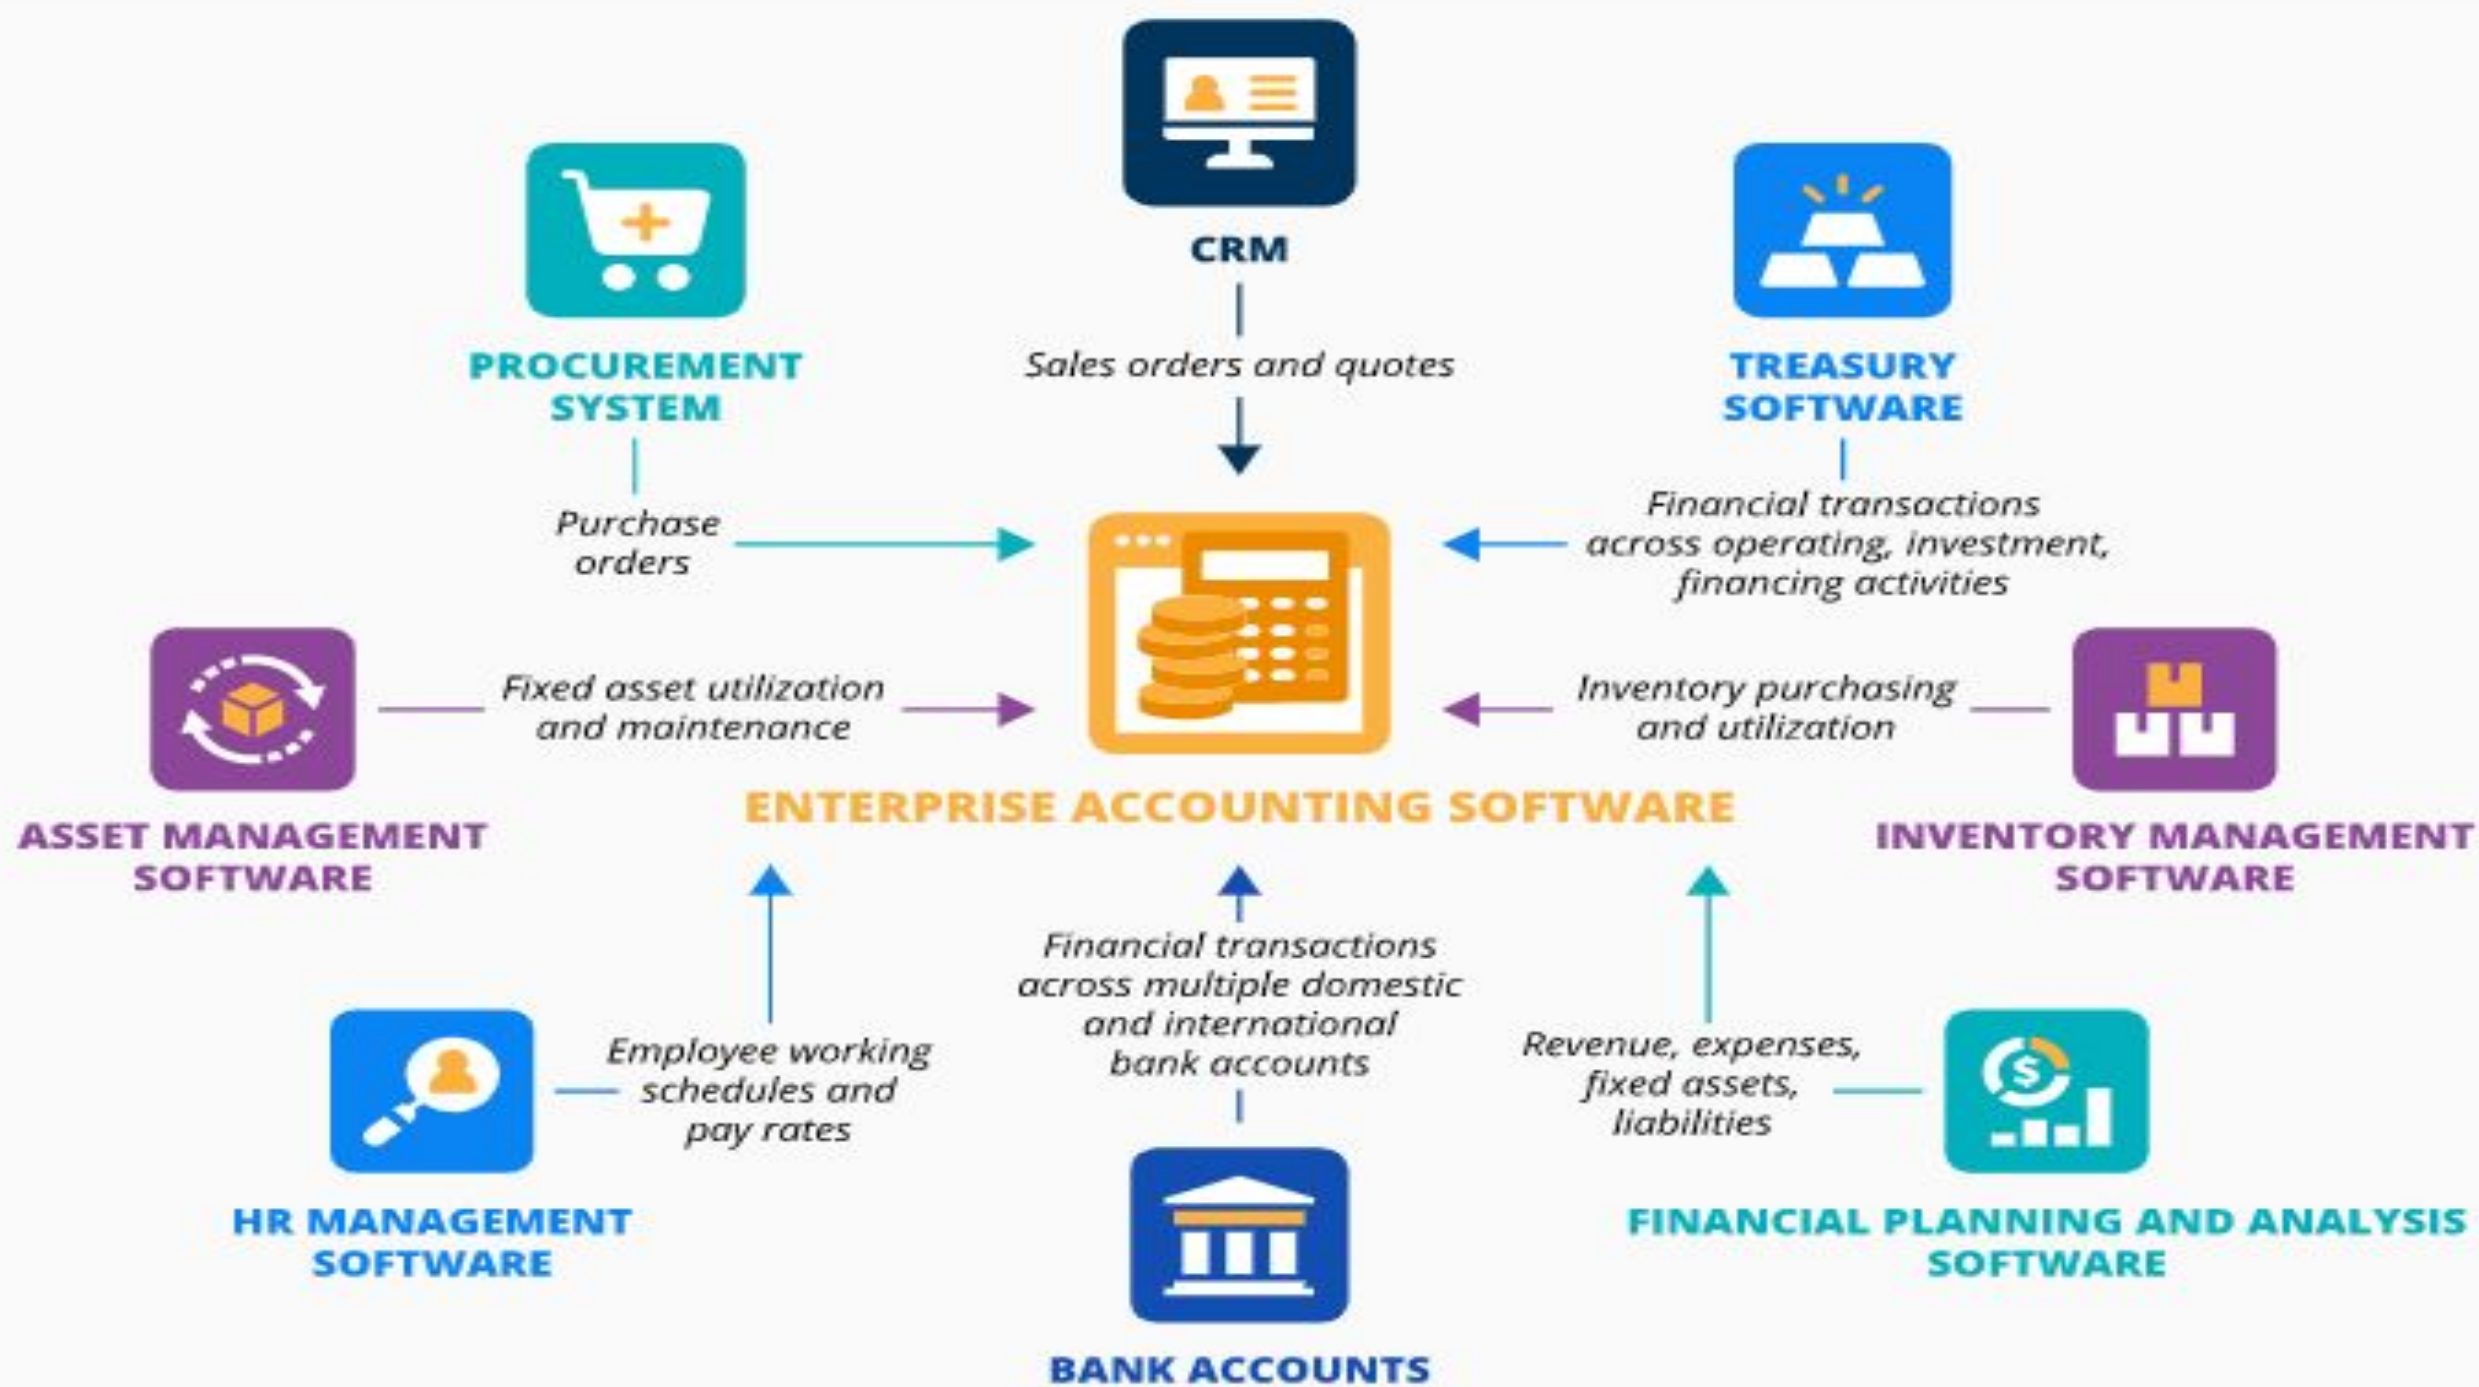 CRM
Sales orders and quotes
PROCUREMENT
SYSTEM
Purchase
orders
TREASURY
SOFTWARE
Financial transactions
across operating, investment,
financing activities
Fixed asset utilization
and maintenance
ASSET MANAGEMENT
SOFTWARE
Inventory purchasing
and utilization
INVENTORY MANAGEMENT
SOFTWARE
ENTERPRISE ACCOUNTING SOFTWARE
Employee working
schedules and
pay rates
HR MANAGEMENT
SOFTWARE
Financial transactions
across multiple domestic
and international
bank accounts
BANK ACCOUNTS
Revenue, expenses,
fixed assets,
liabilities
$
FINANCIAL PLANNING AND ANALYSIS
SOFTWARE